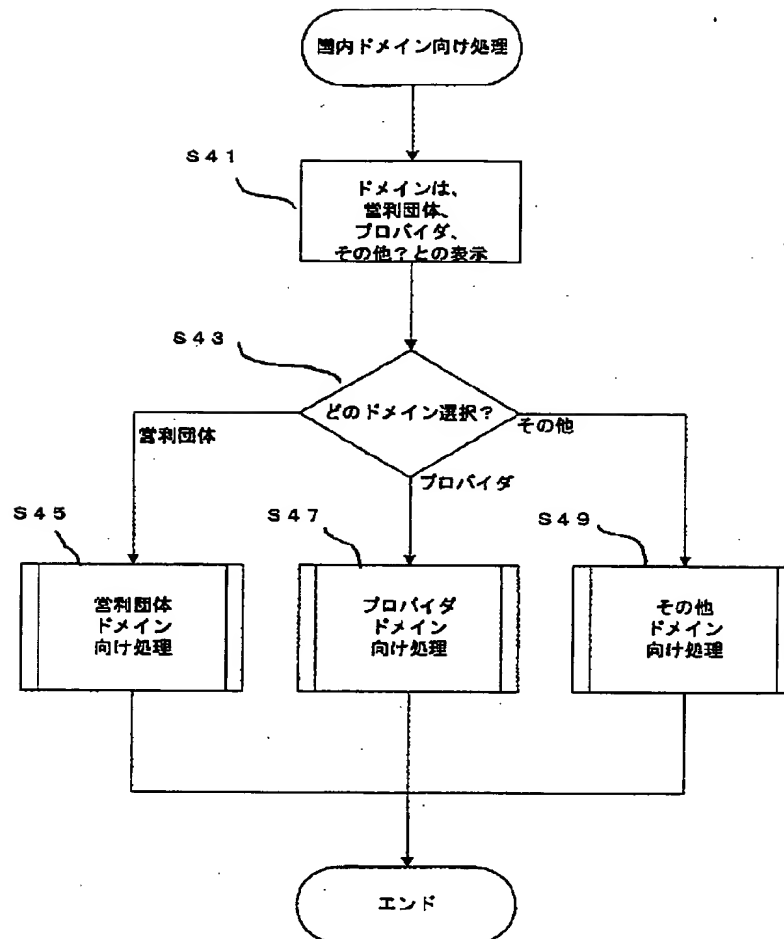 国内ドメイン向け処理
S41
ドメインは、
営利団体、
プロバイダ、
その他?との表示
S43
どのドメイン選択?
営利団体
その他
プロバイダ
S45
営利団体
ドメイン
向け処理
S47
プロバイダ
ドメイン
向け処理
S49
その他
ドメイン
向け処理
エンド